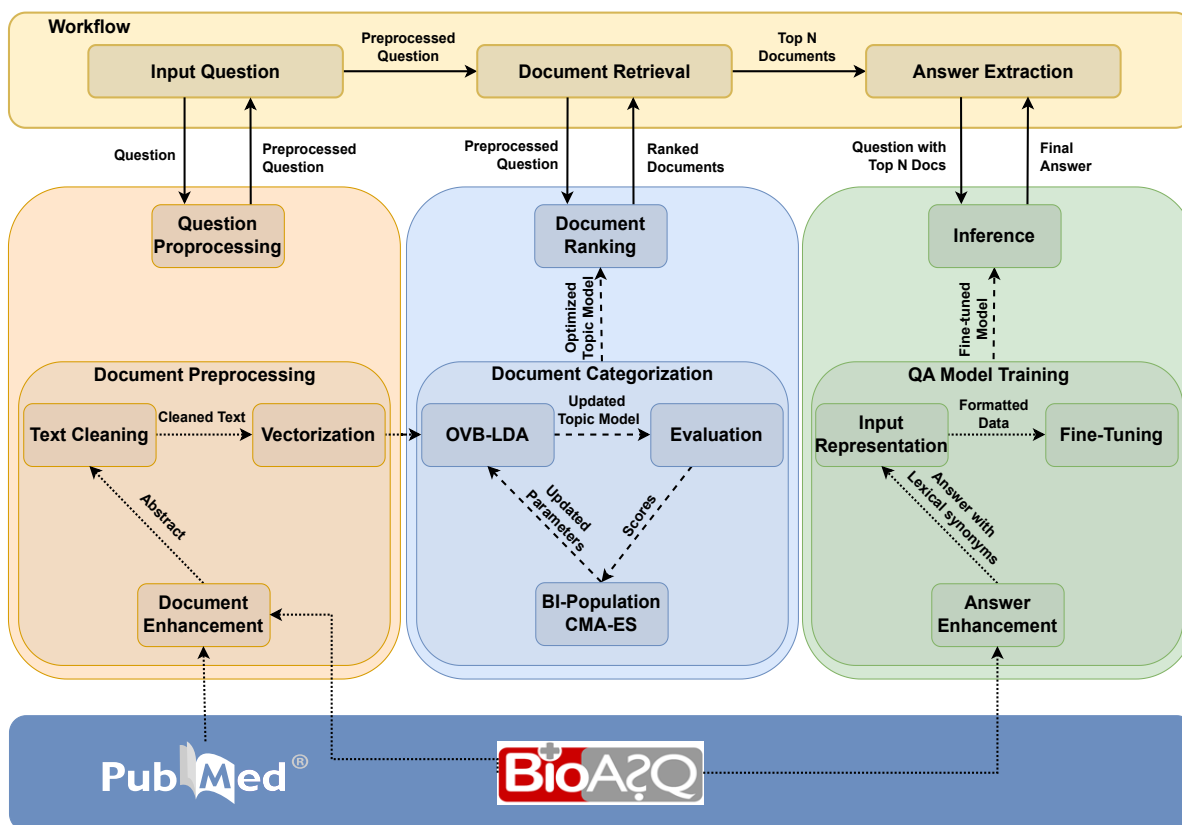 Workflow
Preprocessed
Question
Top N
Documents
Input Question
Document Retrieval
Answer Extraction
Question
Preprocessed
Question
Preprocessed
Question
Ranked
Documents
Question with
Top N Docs
Final
Answer
Question
Proprocessing
Document
Ranking
Inference
Optimized
Topic Model
Fine-tuned
Model
Document Preprocessing
Document Categorization
QA Model Training
Text Cleaning
Cleaned Text
Vectorization
OVB-LDA
Updated
Topic Model
Evaluation
Input
Representation
Formatted
Data
Fine-Tuning
Abstract
Updated
Parameters
Scores
Answer with
Lexical synonyms
Document
Enhancement
BI-Population
CMA-ES
Answer
Enhancement
PubMed®
BioASQ